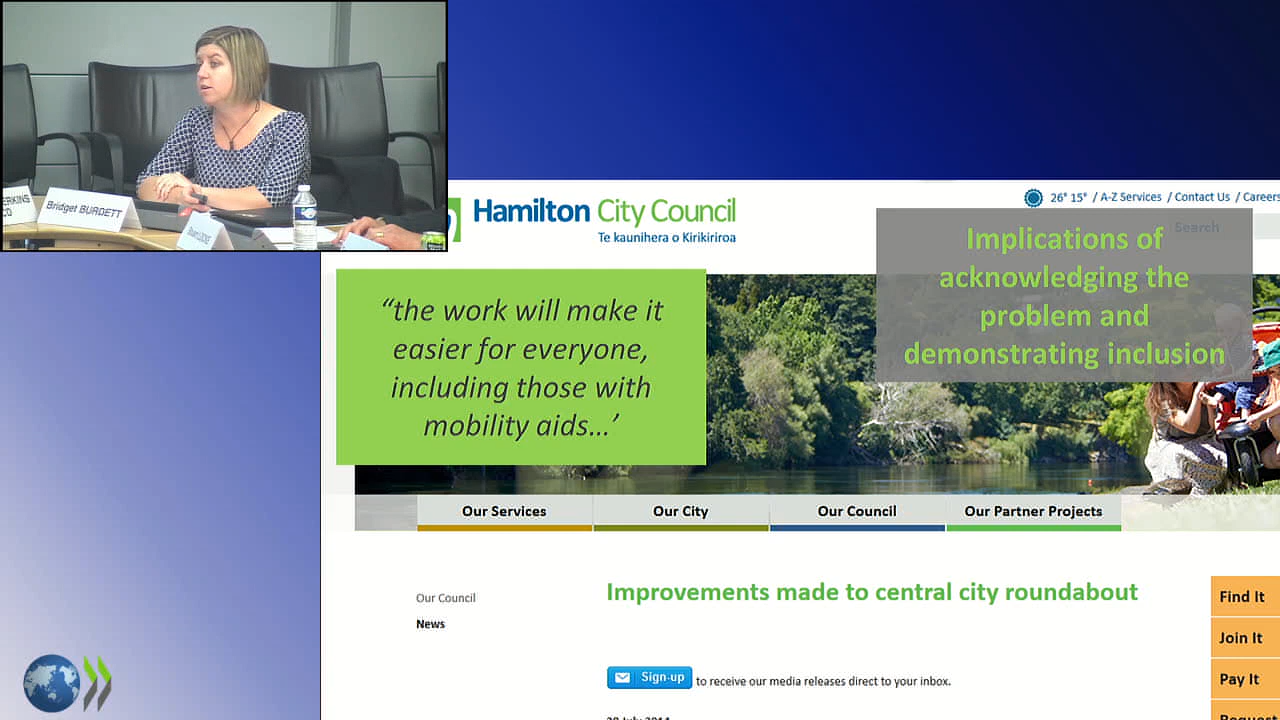 ERKINS
CO
Bridget BURDETT
Hamilton City Council
Te kaunihera o Kirikiriroa
26° 15° / A-Z Services / Contact Us / Careers
Search
Implications of
acknowledging the
problem and
demonstrating inclusion
“the work will make it
easier for everyone,
including those with
mobility aids...’
Our Services
Our City
Our Council
Our Partner Projects
Our Council
News
Improvements made to central city roundabout
Sign-up to receive our media releases direct to your inbox.
Find It
Join It
Pay It
Request